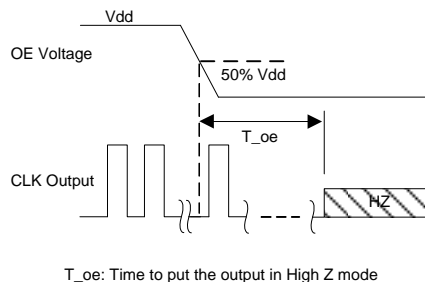 Vdd
OE Voltage
50% Vdd
T_oe
CLK Output
HZ
T_oe: Time to put the output in High Z mode